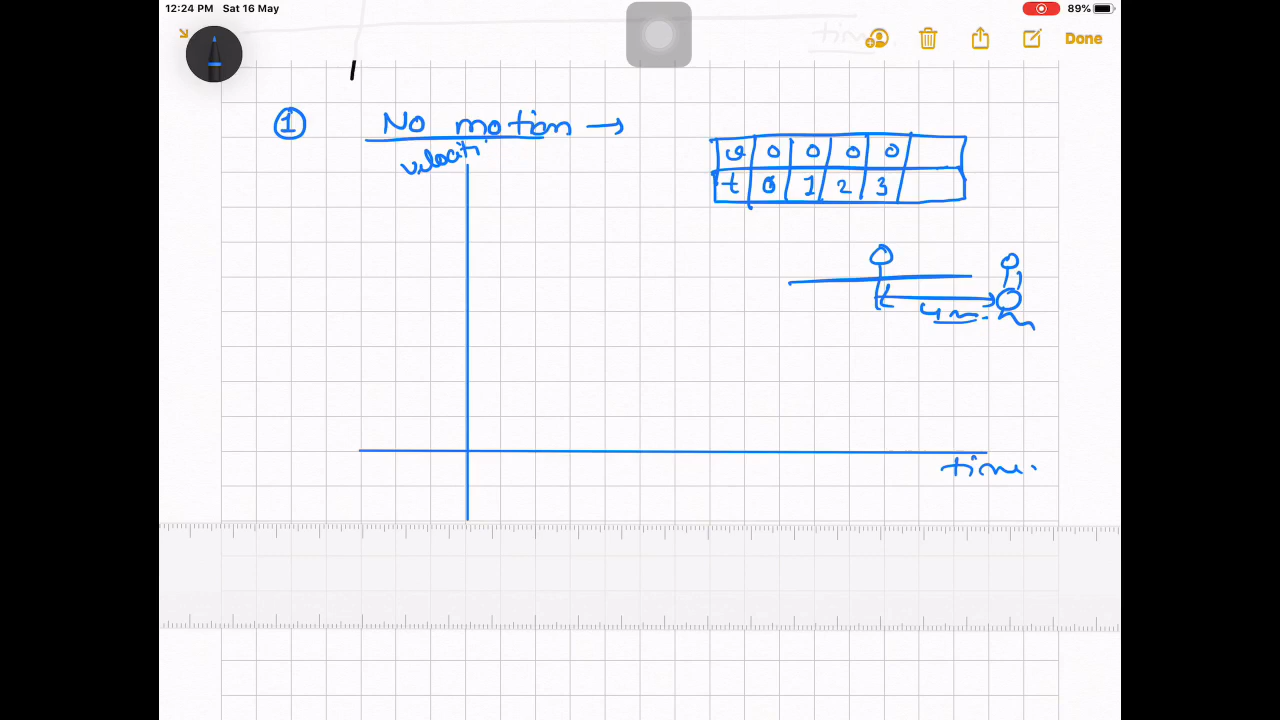 12:24 PM Sat 16 May
89%
Done
① No motion →
velocity
v 0 0 0 0
t 0 1 2 3
4m.
time.